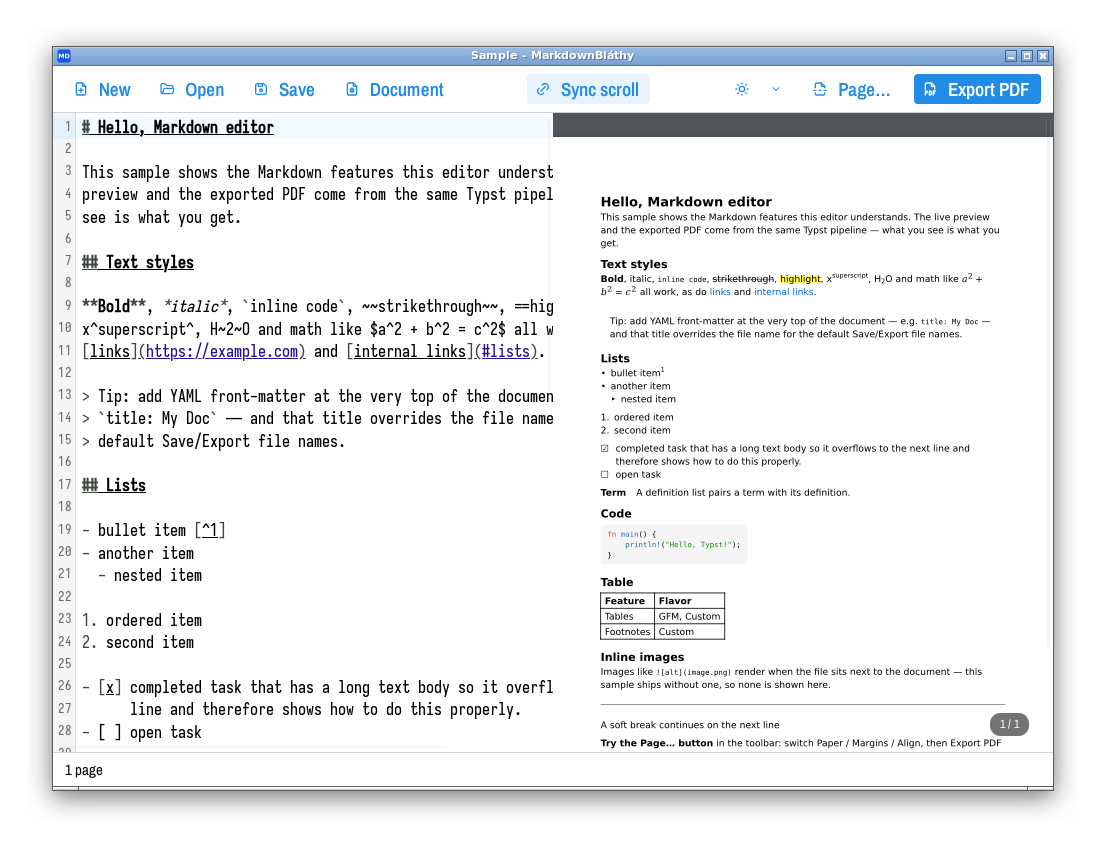 MD Sample - MarkdownBláthy
New Open Save Document Sync scroll Page... PDF Export PDF
1 # Hello, Markdown editor
2
3 This sample shows the Markdown features this editor underst
4 preview and the exported PDF come from the same Typst pipel
5 see is what you get.
6
7 ## Text styles
8
9 **Bold**, *italic*, `inline code`, ~~strikethrough~~, ==hig
10 x^superscript^, H~2~O and math like $a^2 + b^2 = c^2$ all w
11 [links](https://example.com) and [internal links](#lists).
12
13 > Tip: add YAML front-matter at the very top of the documen
14 > `title: My Doc` — and that title overrides the file name
15 > default Save/Export file names.
16
17 ## Lists
18
19 - bullet item [^1]
20 - another item
21   - nested item
22
23 1. ordered item
24 2. second item
25
26 - [x] completed task that has a long text body so it overfl
27       line and therefore shows how to do this properly.
28 - [ ] open task
Hello, Markdown editor
This sample shows the Markdown features this editor understands. The live preview
and the exported PDF come from the same Typst pipeline — what you see is what you
get.
Text styles
Bold, italic, inline code, strikethrough, highlight, x^superscript, H₂O and math like a² +
b² = c² all work, as do links and internal links.
Tip: add YAML front-matter at the very top of the document — e.g. title: My Doc —
and that title overrides the file name for the default Save/Export file names.
Lists
• bullet item¹
• another item
‣ nested item
1. ordered item
2. second item
☑ completed task that has a long text body so it overflows to the next line and
therefore shows how to do this properly.
☐ open task
Term A definition list pairs a term with its definition.
Code
fn main() {
    println!("Hello, Typst!");
}
Table
Feature Flavor
Tables GFM, Custom
Footnotes Custom
Inline images
Images like ![alt](image.png) render when the file sits next to the document — this
sample ships without one, so none is shown here.
A soft break continues on the next line
1 / 1
Try the Page... button in the toolbar: switch Paper / Margins / Align, then Export PDF
1 page